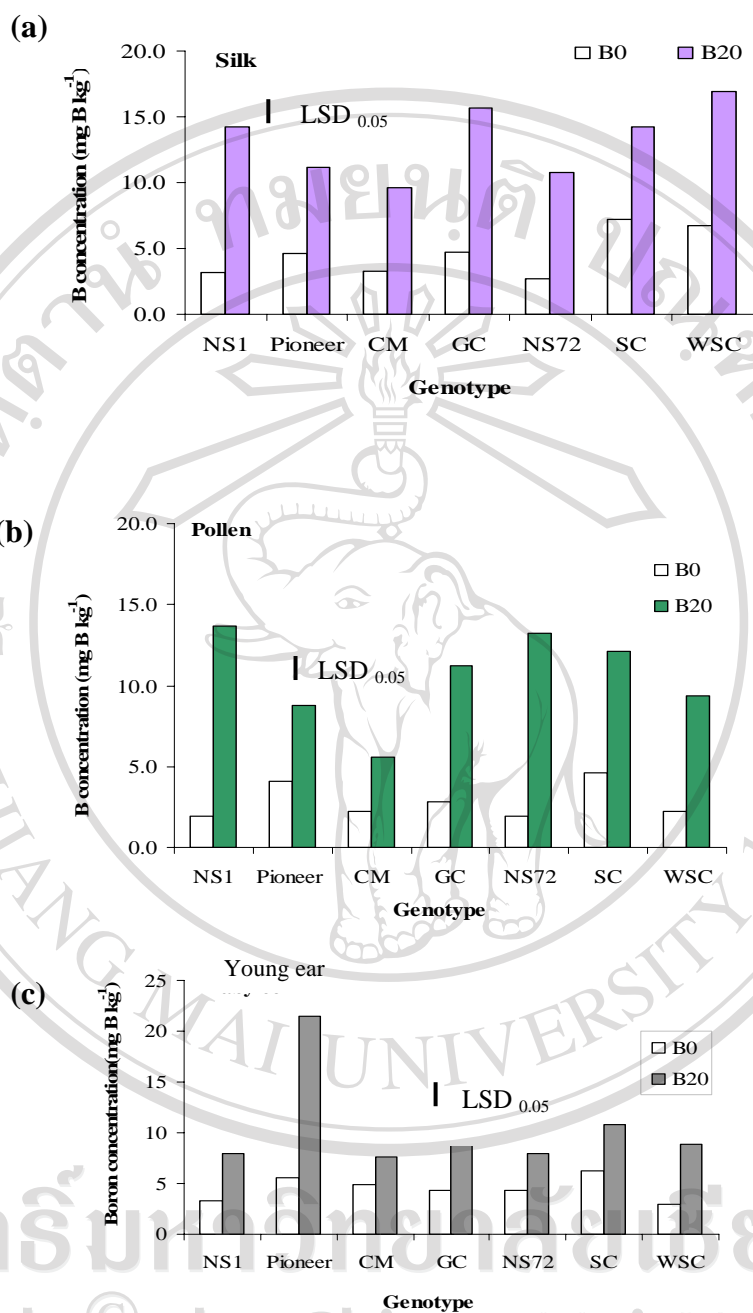 (a)
Silk
B0
B20
LSD 0.05
B concentration (mg B kg-1)
20.0
15.0
10.0
5.0
0.0
NS1 Pioneer CM GC NS72 SC WSC
Genotype
(b)
Pollen
B0
B20
LSD 0.05
B concentration (mg B kg-1)
20.0
15.0
10.0
5.0
0.0
NS1 Pioneer CM GC NS72 SC WSC
Genotype
(c)
Young ear
B0
B20
LSD 0.05
Boron concentration(mg B kg-1)
25
20
15
10
5
0
NS1 Pioneer CM GC NS72 SC WSC
Genotype
MAI UNIVERSITY